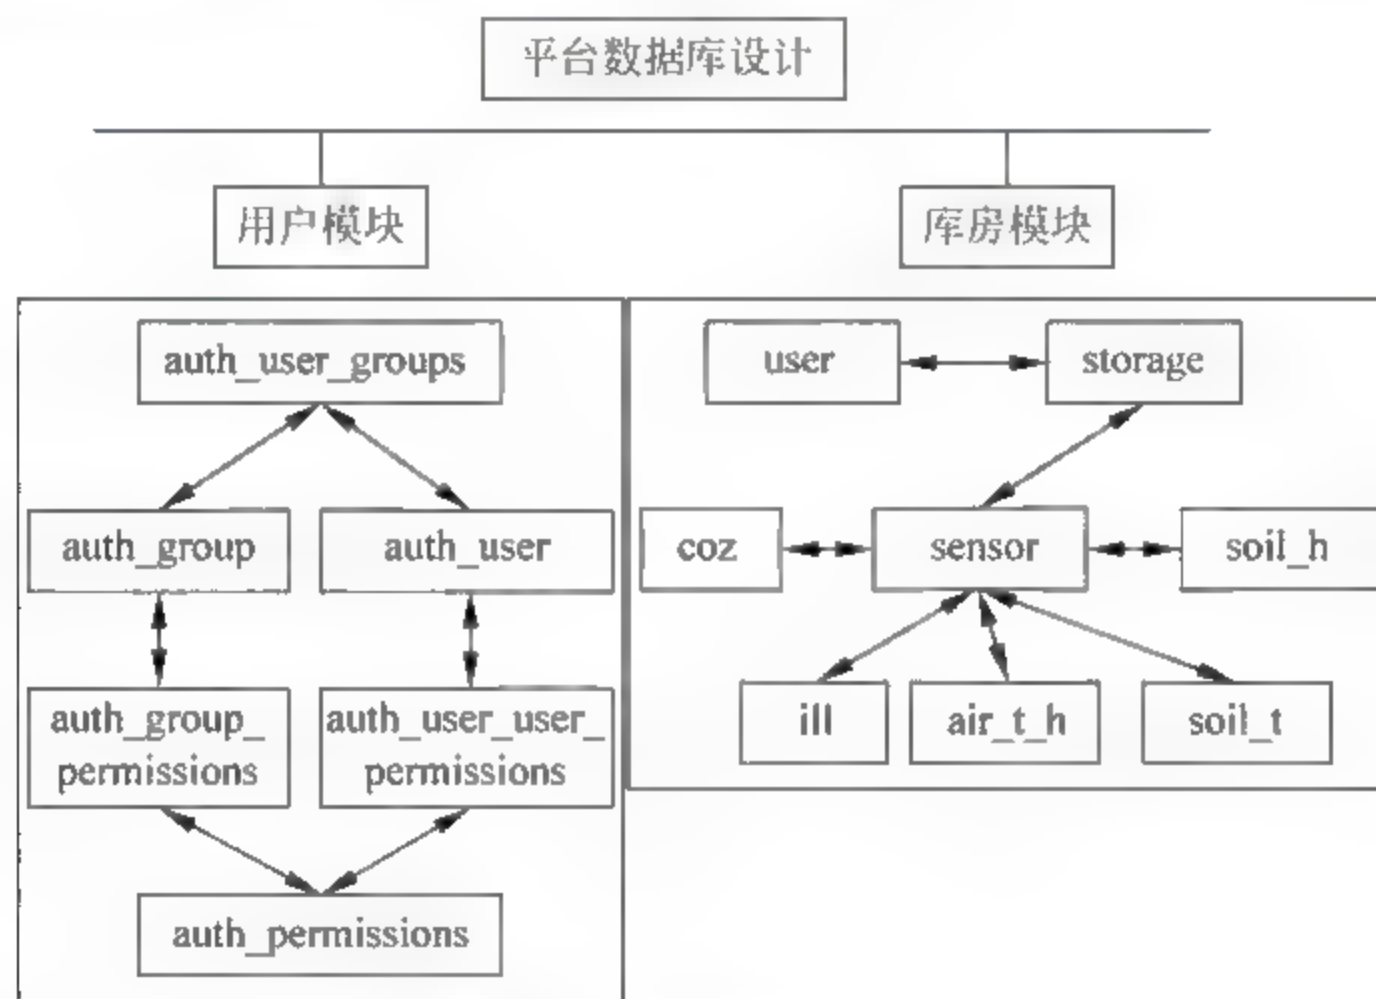 平台数据库设计
用户模块
库房模块
auth_user_groups
auth_group
auth_user
auth_group_
permissions
auth_user_user_
permissions
auth_permissions
user
storage
coz
sensor
soil_h
ill
air_t_h
soil_t